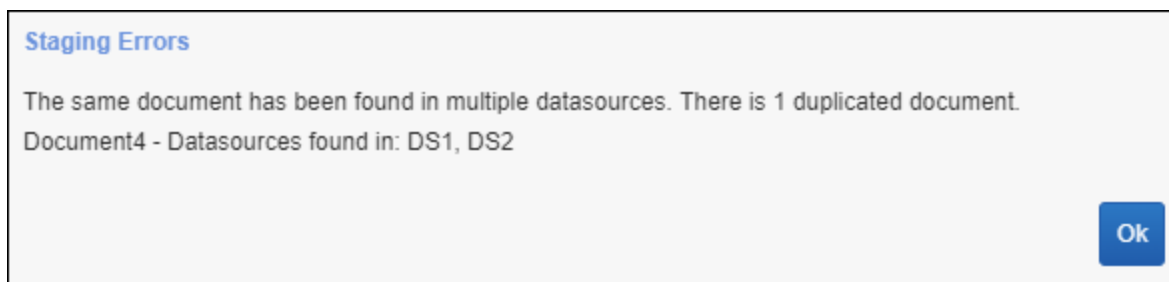 Staging Errors
The same document has been found in multiple datasources. There is 1 duplicated document.
Document4 - Datasources found in: DS1, DS2
Ok